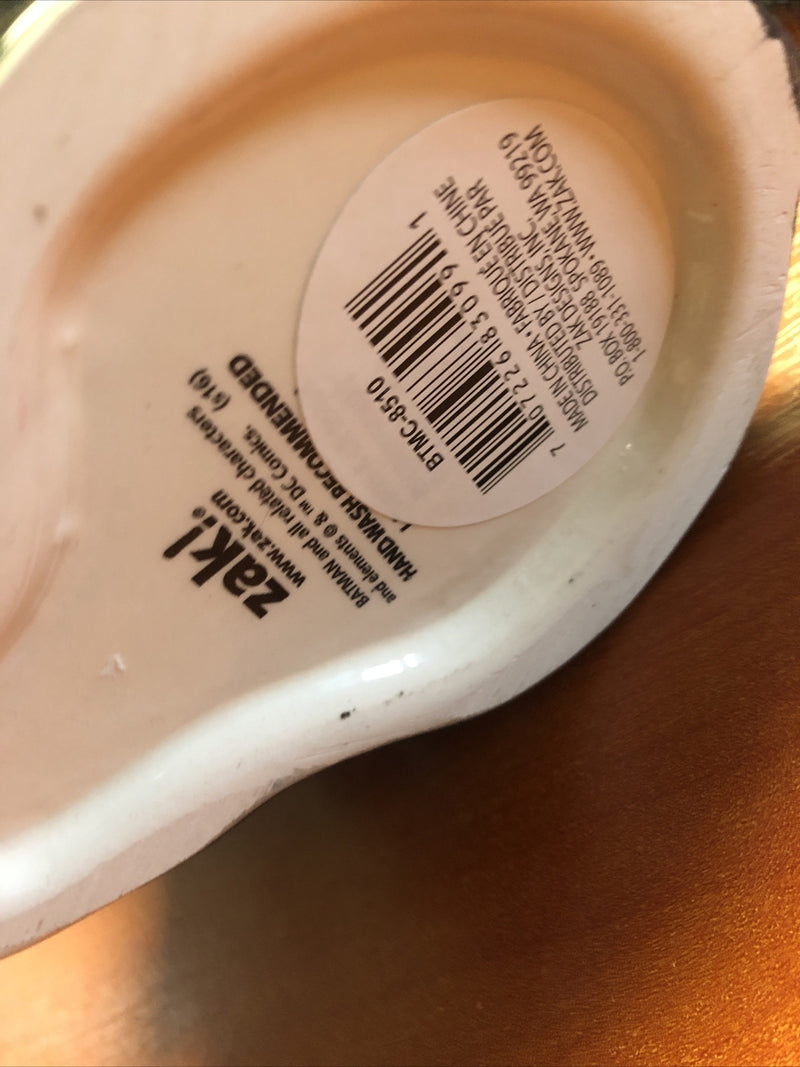 zak!®
www.zak.com
BATMAN and all related characters
and elements © & ™ DC Comics. (s16)
HAND WASH RECOMMENDED
BTMC-8510
7 07226 83099 1
MADE IN CHINA • FABRIQUÉ EN CHINE
DISTRIBUTED BY / DISTRIBUÉ PAR
ZAK DESIGNS INC.
P.O. BOX 19188 SPOKANE, WA 99219
1-800-331-1089 • WWW.ZAK.COM